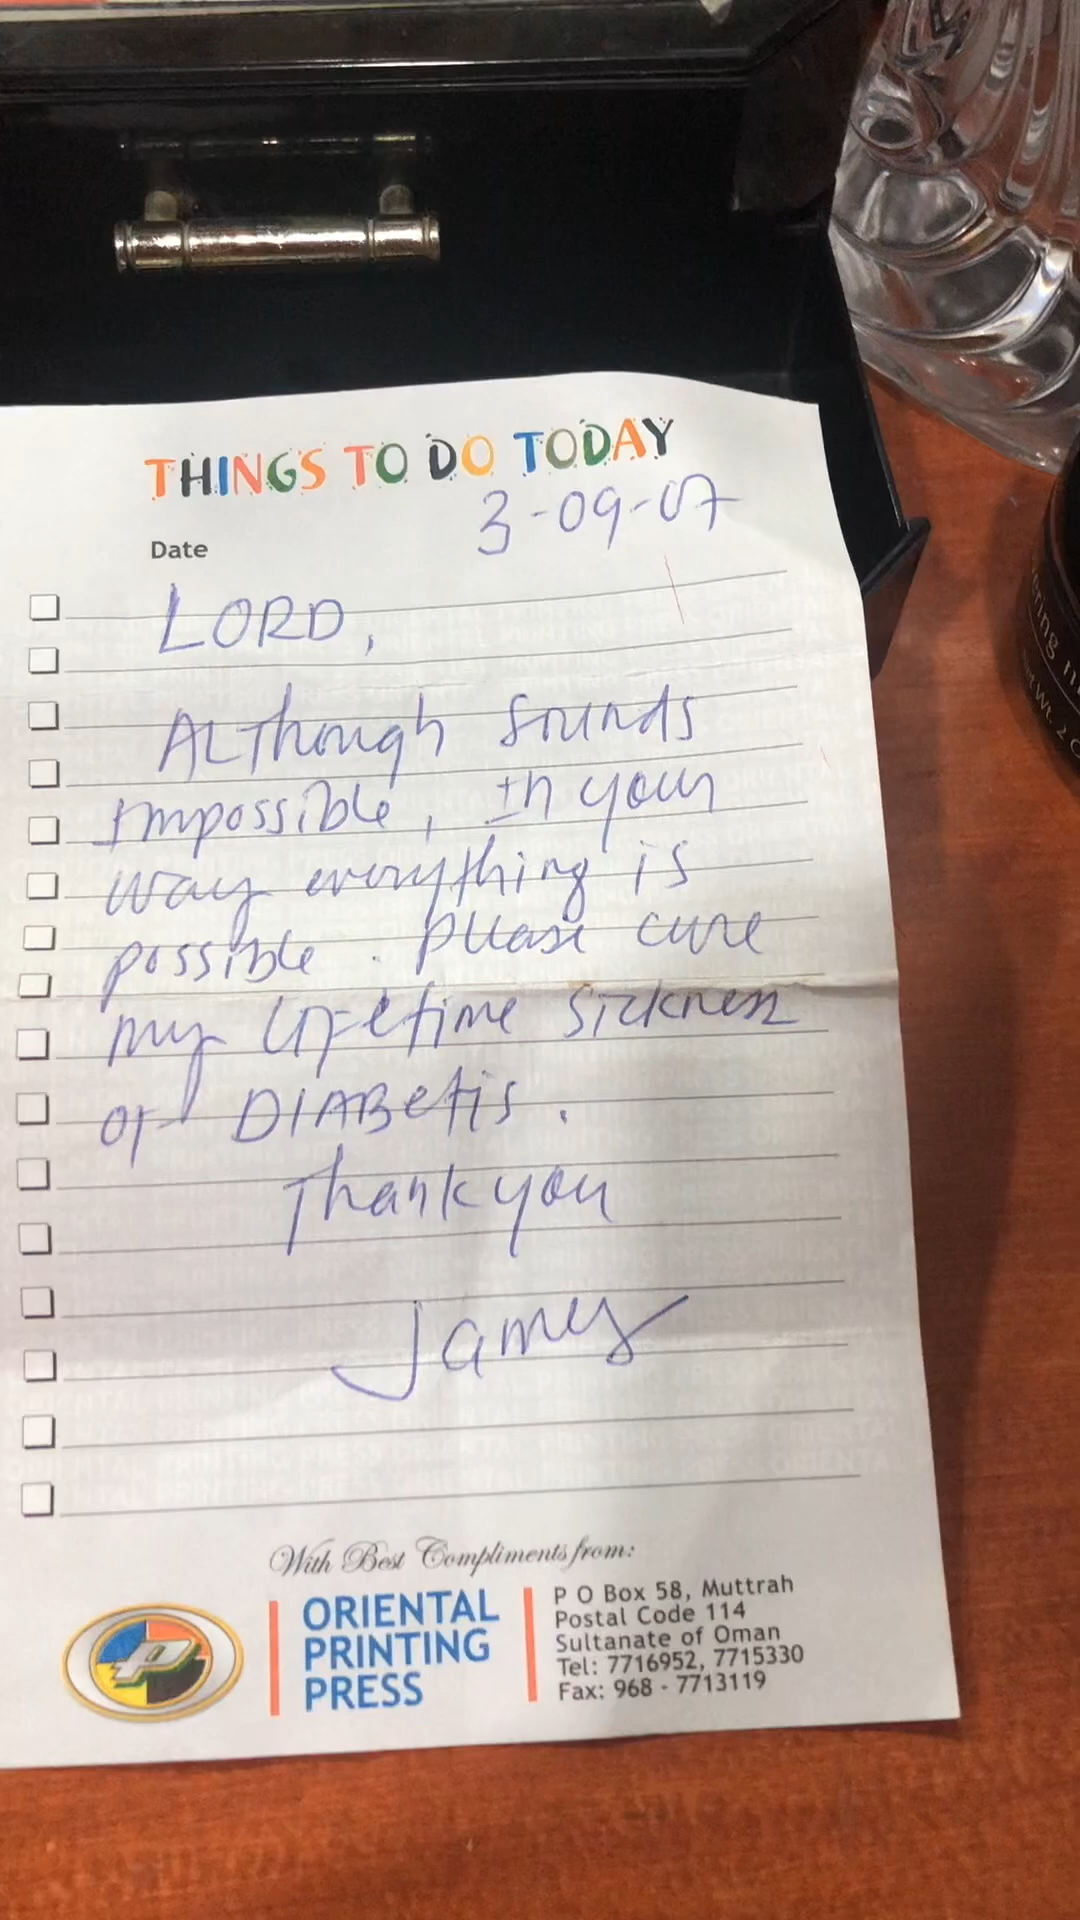 THINGS TO DO TODAY
3-09-07
Date
LORD,
ALThough sounds
Impossible, In your
way everything is
possible. please cure
my Lifetime sickness
of DIABetis.
Thank you
James
With Best Compliments from:
ORIENTAL
PRINTING
PRESS
P O Box 58, Muttrah
Postal Code 114
Sultanate of Oman
Tel: 7716952, 7715330
Fax: 968 - 7713119